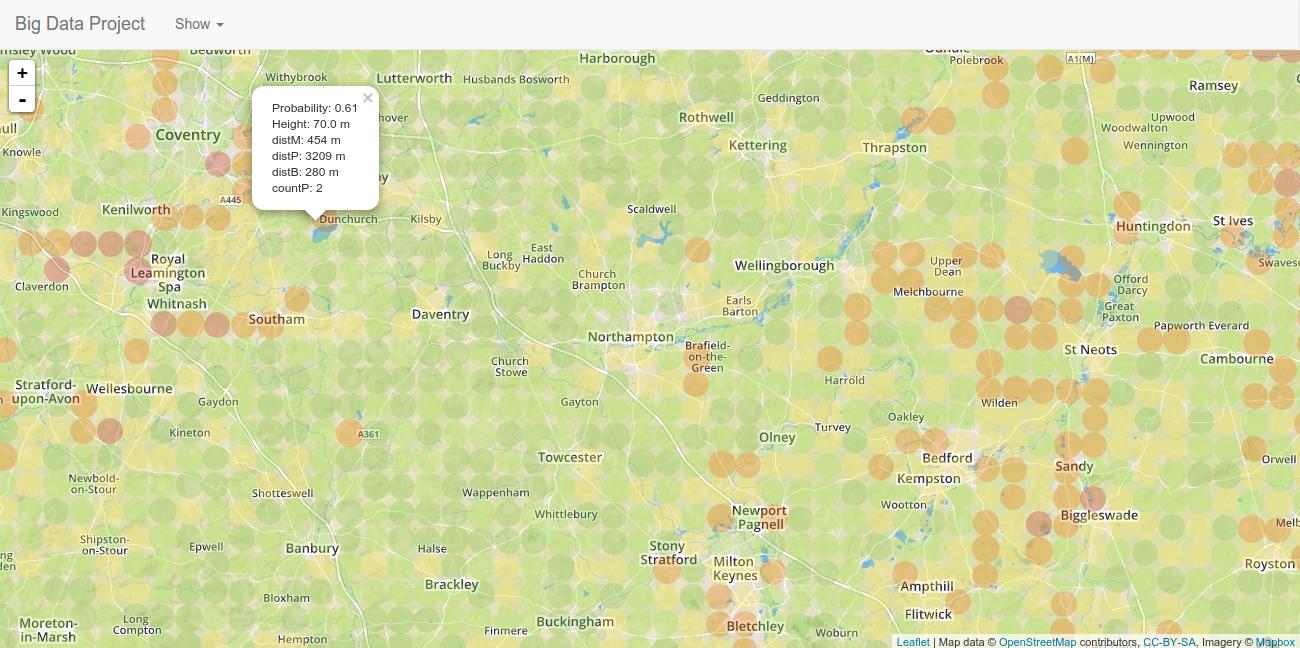 Big Data Project
Show
+
-
Probability: 0.61
Height: 70.0 m
distM: 454 m
distP: 3209 m
distB: 280 m
countP: 2
×
Bedworth
Harborough
Polebrook
A1(M)
Withybrook
Lutterworth
Husbands Bosworth
Ramsey
Geddington
Rothwell
Upwood
Woodwalton
Wennington
Coventry
Kettering
Thrapston
Knowle
A445
Kenilworth
Kingswood
Dunchurch
Kilsby
Scaldwell
Huntingdon
St Ives
Long
Buckby
East
Haddon
Royal
Leamington
Spa
Whitnash
Claverdon
Church
Brampton
Wellingborough
Upper
Dean
Melchbourne
Offord
Darcy
Great
Paxton
Earls
Barton
Southam
Daventry
Northampton
Papworth Everard
Brafield-
on-the-
Green
St Neots
Cambourne
Church
Stowe
Harrold
Stratford-
upon-Avon
Wellesbourne
Gaydon
Gayton
Wilden
Oakley
Turvey
Kineton
A361
Olney
Towcester
Bedford
Kempston
Sandy
Orwell
Newbold-
on-Stour
Shotteswell
Wappenham
Wootton
Whittlebury
Newport
Pagnell
Biggleswade
Shipston-
on-Stour
Epwell
Banbury
Halse
Stony
Stratford
Milton
Keynes
Royston
Brackley
Ampthill
Bloxham
Flitwick
Moreton-
in-Marsh
Long
Compton
Hempton
Finmere
Buckingham
Bletchley
Woburn
Leaflet | Map data © OpenStreetMap contributors, CC-BY-SA, Imagery © Mapbox